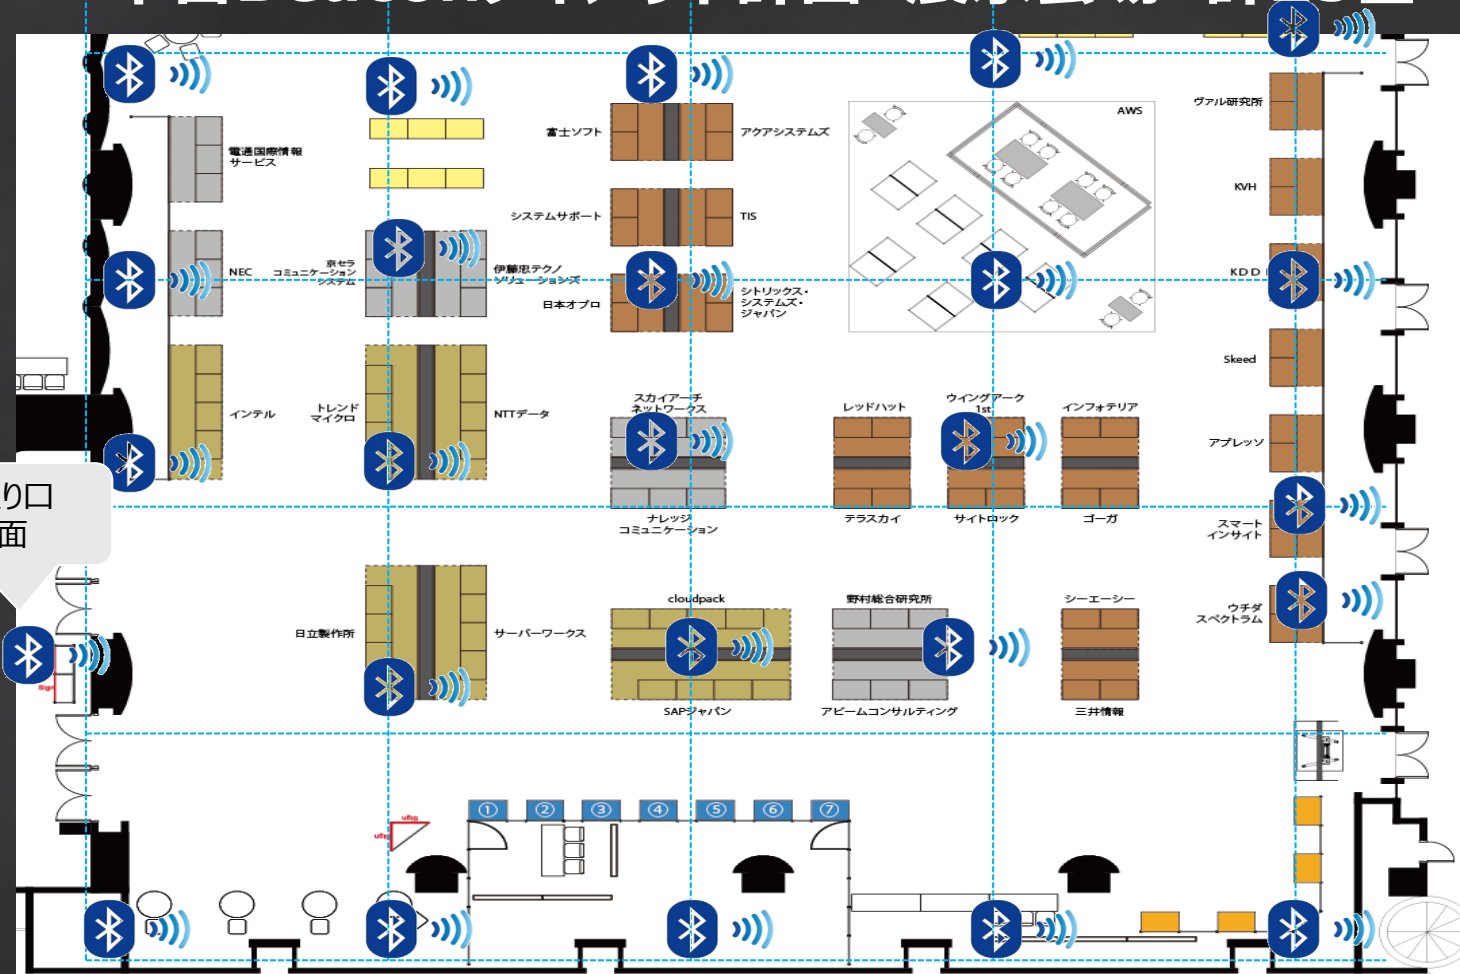 AWS
ヴァル研究所
富士ソフト
アクアシステムズ
電通国際情報
サービス
KVH
システムサポート
TIS
NEC
京セラ
コミュニケーション
システム
伊藤忠テクノ
ソリューションズ
KDD
日本オプロ
シトリックス・
システムズ・
ジャパン
Skeed
インテル
トレンド
マイクロ
NTTデータ
スカイアーチ
ネットワークス
レッドハット
ウイングアーク
1st
インフォテリア
アプレッソ
り口
面
ナレッジ
コミュニケーション
テラスカイ
サイトロック
ゴーガ
スマート
インサイト
cloudpack
野村総合研究所
シーエーシー
ウチダ
スペクトラム
日立製作所
サーバーワークス
Sign
SAPジャパン
アビームコンサルティング
三井情報
① ② ③ ④ ⑤ ⑥ ⑦
Sign
Sign